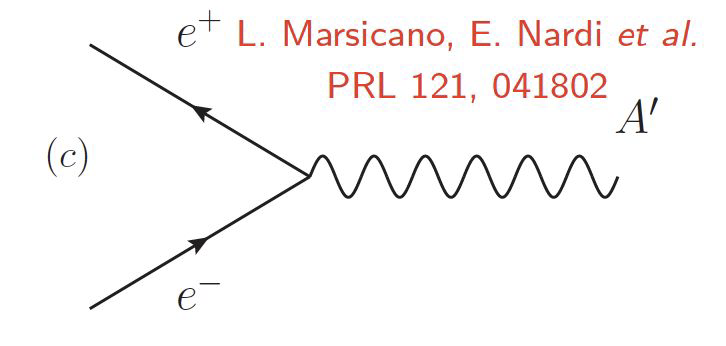 e⁺ L. Marsicano, E. Nardi et al.
PRL 121, 041802
A′
(c)
e⁻